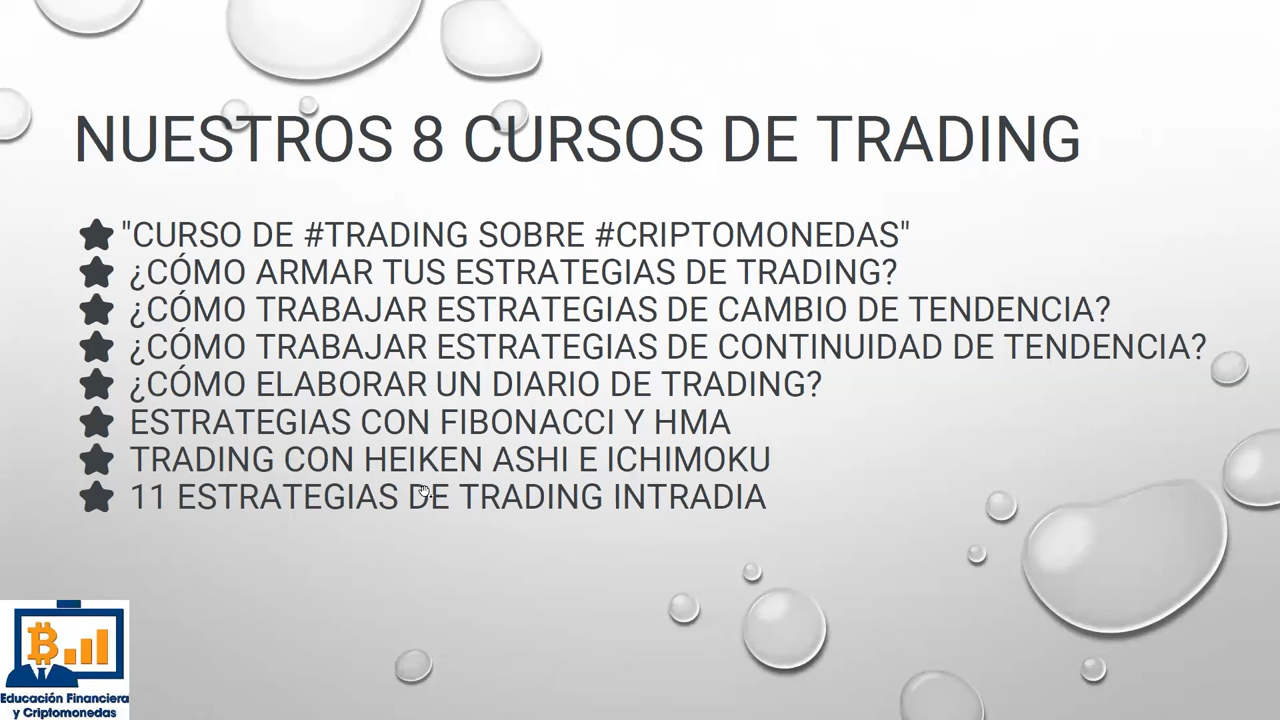 NUESTROS 8 CURSOS DE TRADING
"CURSO DE #TRADING SOBRE #CRIPTOMONEDAS"
¿CÓMO ARMAR TUS ESTRATEGIAS DE TRADING?
¿CÓMO TRABAJAR ESTRATEGIAS DE CAMBIO DE TENDENCIA?
¿CÓMO TRABAJAR ESTRATEGIAS DE CONTINUIDAD DE TENDENCIA?
¿CÓMO ELABORAR UN DIARIO DE TRADING?
ESTRATEGIAS CON FIBONACCI Y HMA
TRADING CON HEIKEN ASHI E ICHIMOKU
11 ESTRATEGIAS DE TRADING INTRADIA
Educación Financiera
y Criptomonedas